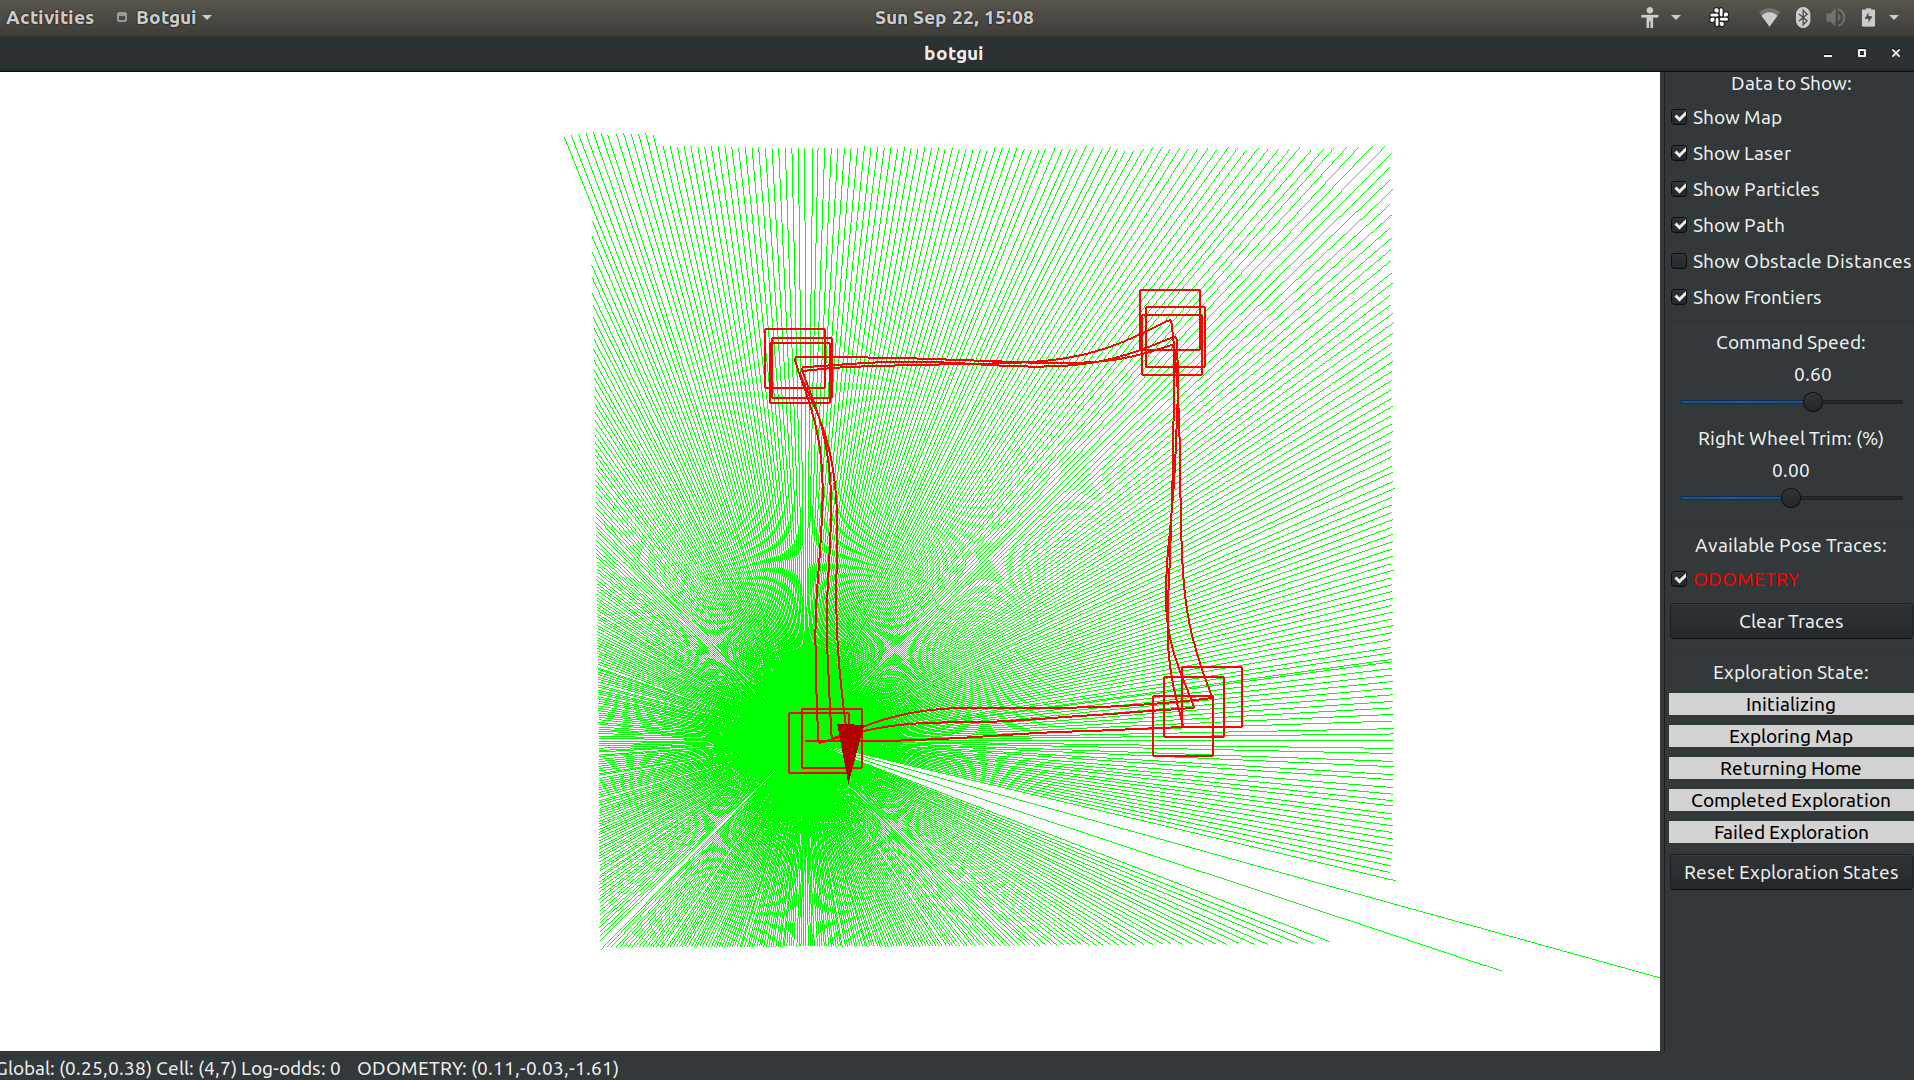 Activities Botgui Sun Sep 22, 15:08
botgui
Data to Show:
Show Map
Show Laser
Show Particles
Show Path
Show Obstacle Distances
Show Frontiers
Command Speed:
0.60
Right Wheel Trim: (%)
0.00
Available Pose Traces:
ODOMETRY
Clear Traces
Exploration State:
Initializing
Exploring Map
Returning Home
Completed Exploration
Failed Exploration
Reset Exploration States
Global: (0.25,0.38) Cell: (4,7) Log-odds: 0 ODOMETRY: (0.11,-0.03,-1.61)